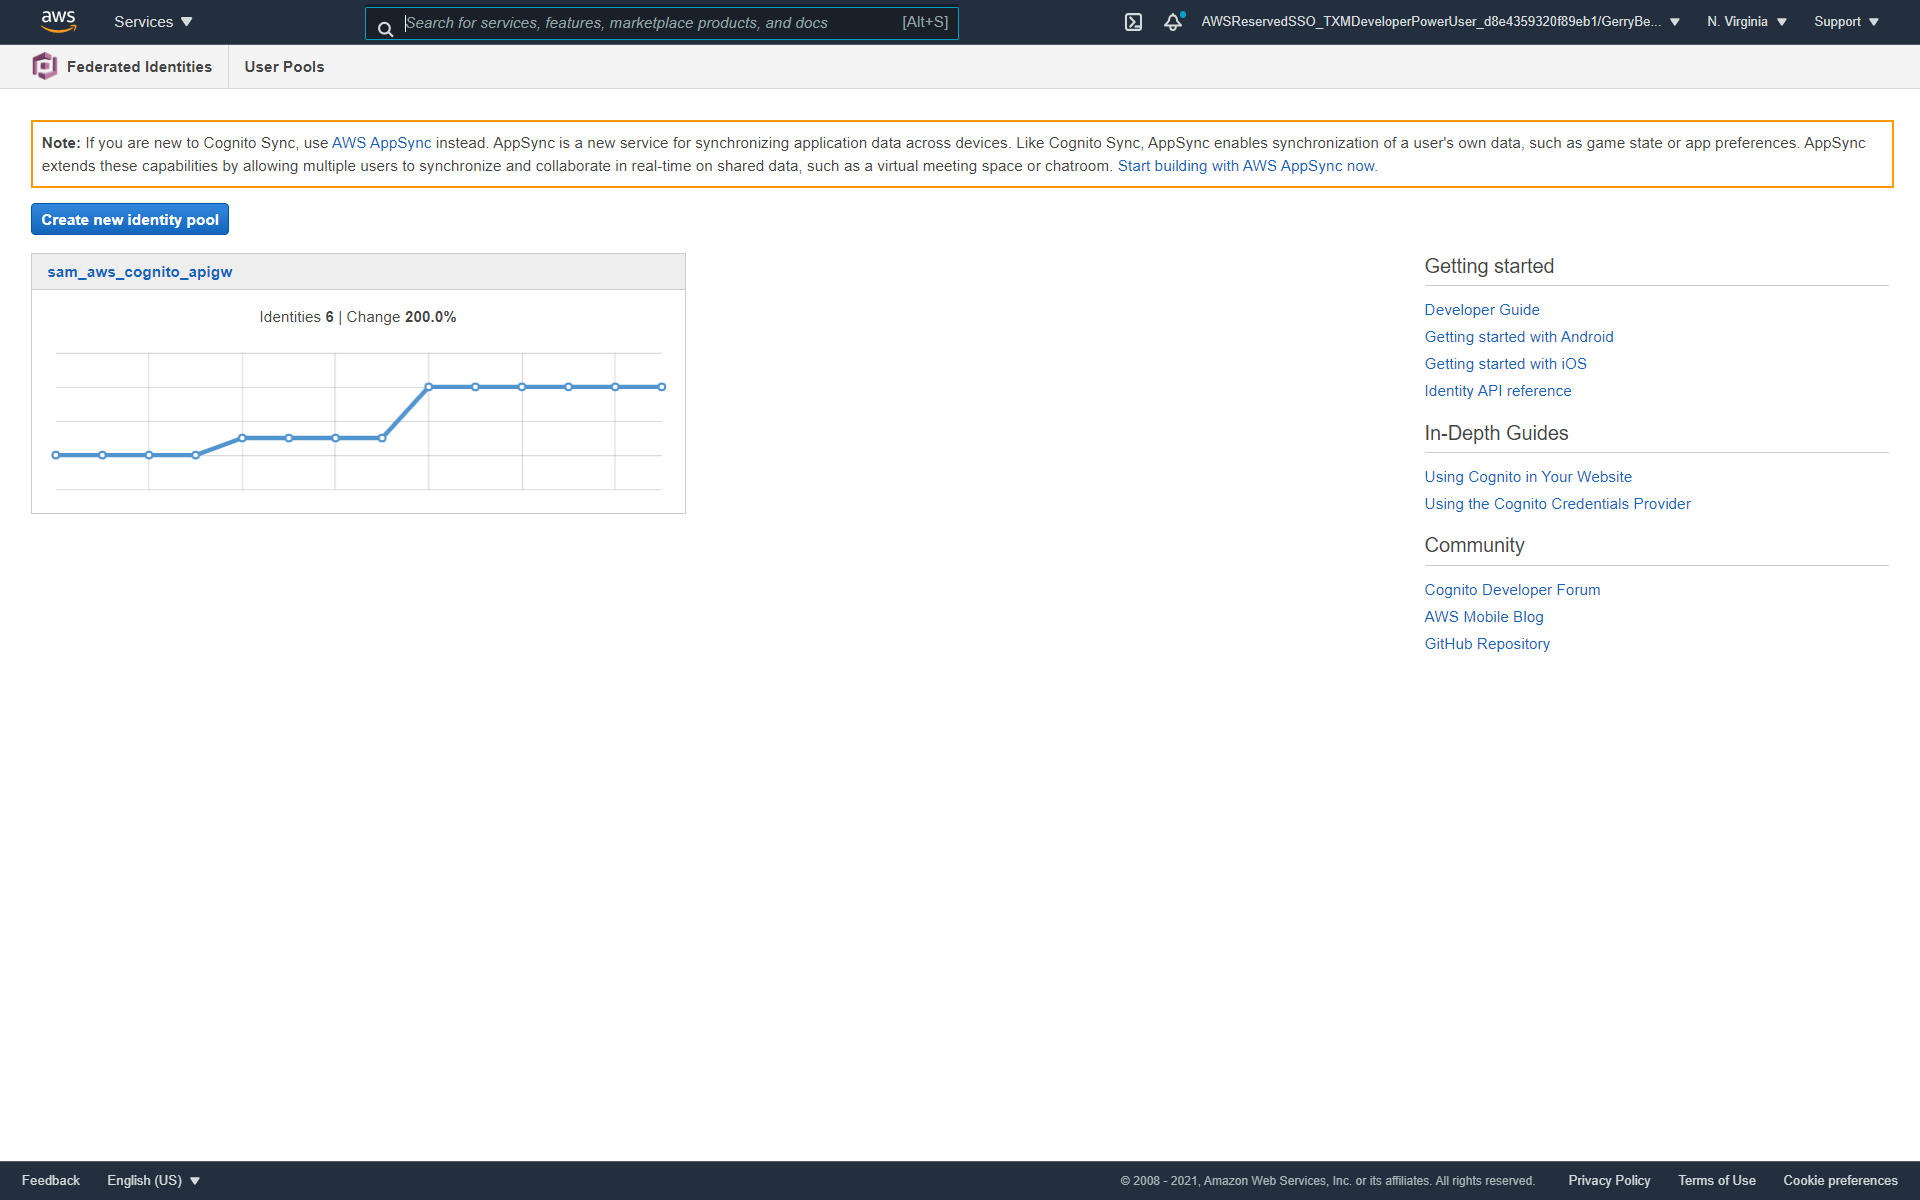 aws
Services
Search for services, features, marketplace products, and docs
[Alt+S]
AWSReservedSSO_TXMDeveloperPowerUser_d8e4359320f89eb1/GerryBe...
N. Virginia
Support
Federated Identities
User Pools
Note: If you are new to Cognito Sync, use AWS AppSync instead. AppSync is a new service for synchronizing application data across devices. Like Cognito Sync, AppSync enables synchronization of a user's own data, such as game state or app preferences. AppSync
extends these capabilities by allowing multiple users to synchronize and collaborate in real-time on shared data, such as a virtual meeting space or chatroom. Start building with AWS AppSync now.
Create new identity pool
sam_aws_cognito_apigw
Identities 6 | Change 200.0%
Getting started
Developer Guide
Getting started with Android
Getting started with iOS
Identity API reference
In-Depth Guides
Using Cognito in Your Website
Using the Cognito Credentials Provider
Community
Cognito Developer Forum
AWS Mobile Blog
GitHub Repository
Feedback
English (US)
© 2008 - 2021, Amazon Web Services, Inc. or its affiliates. All rights reserved.
Privacy Policy
Terms of Use
Cookie preferences